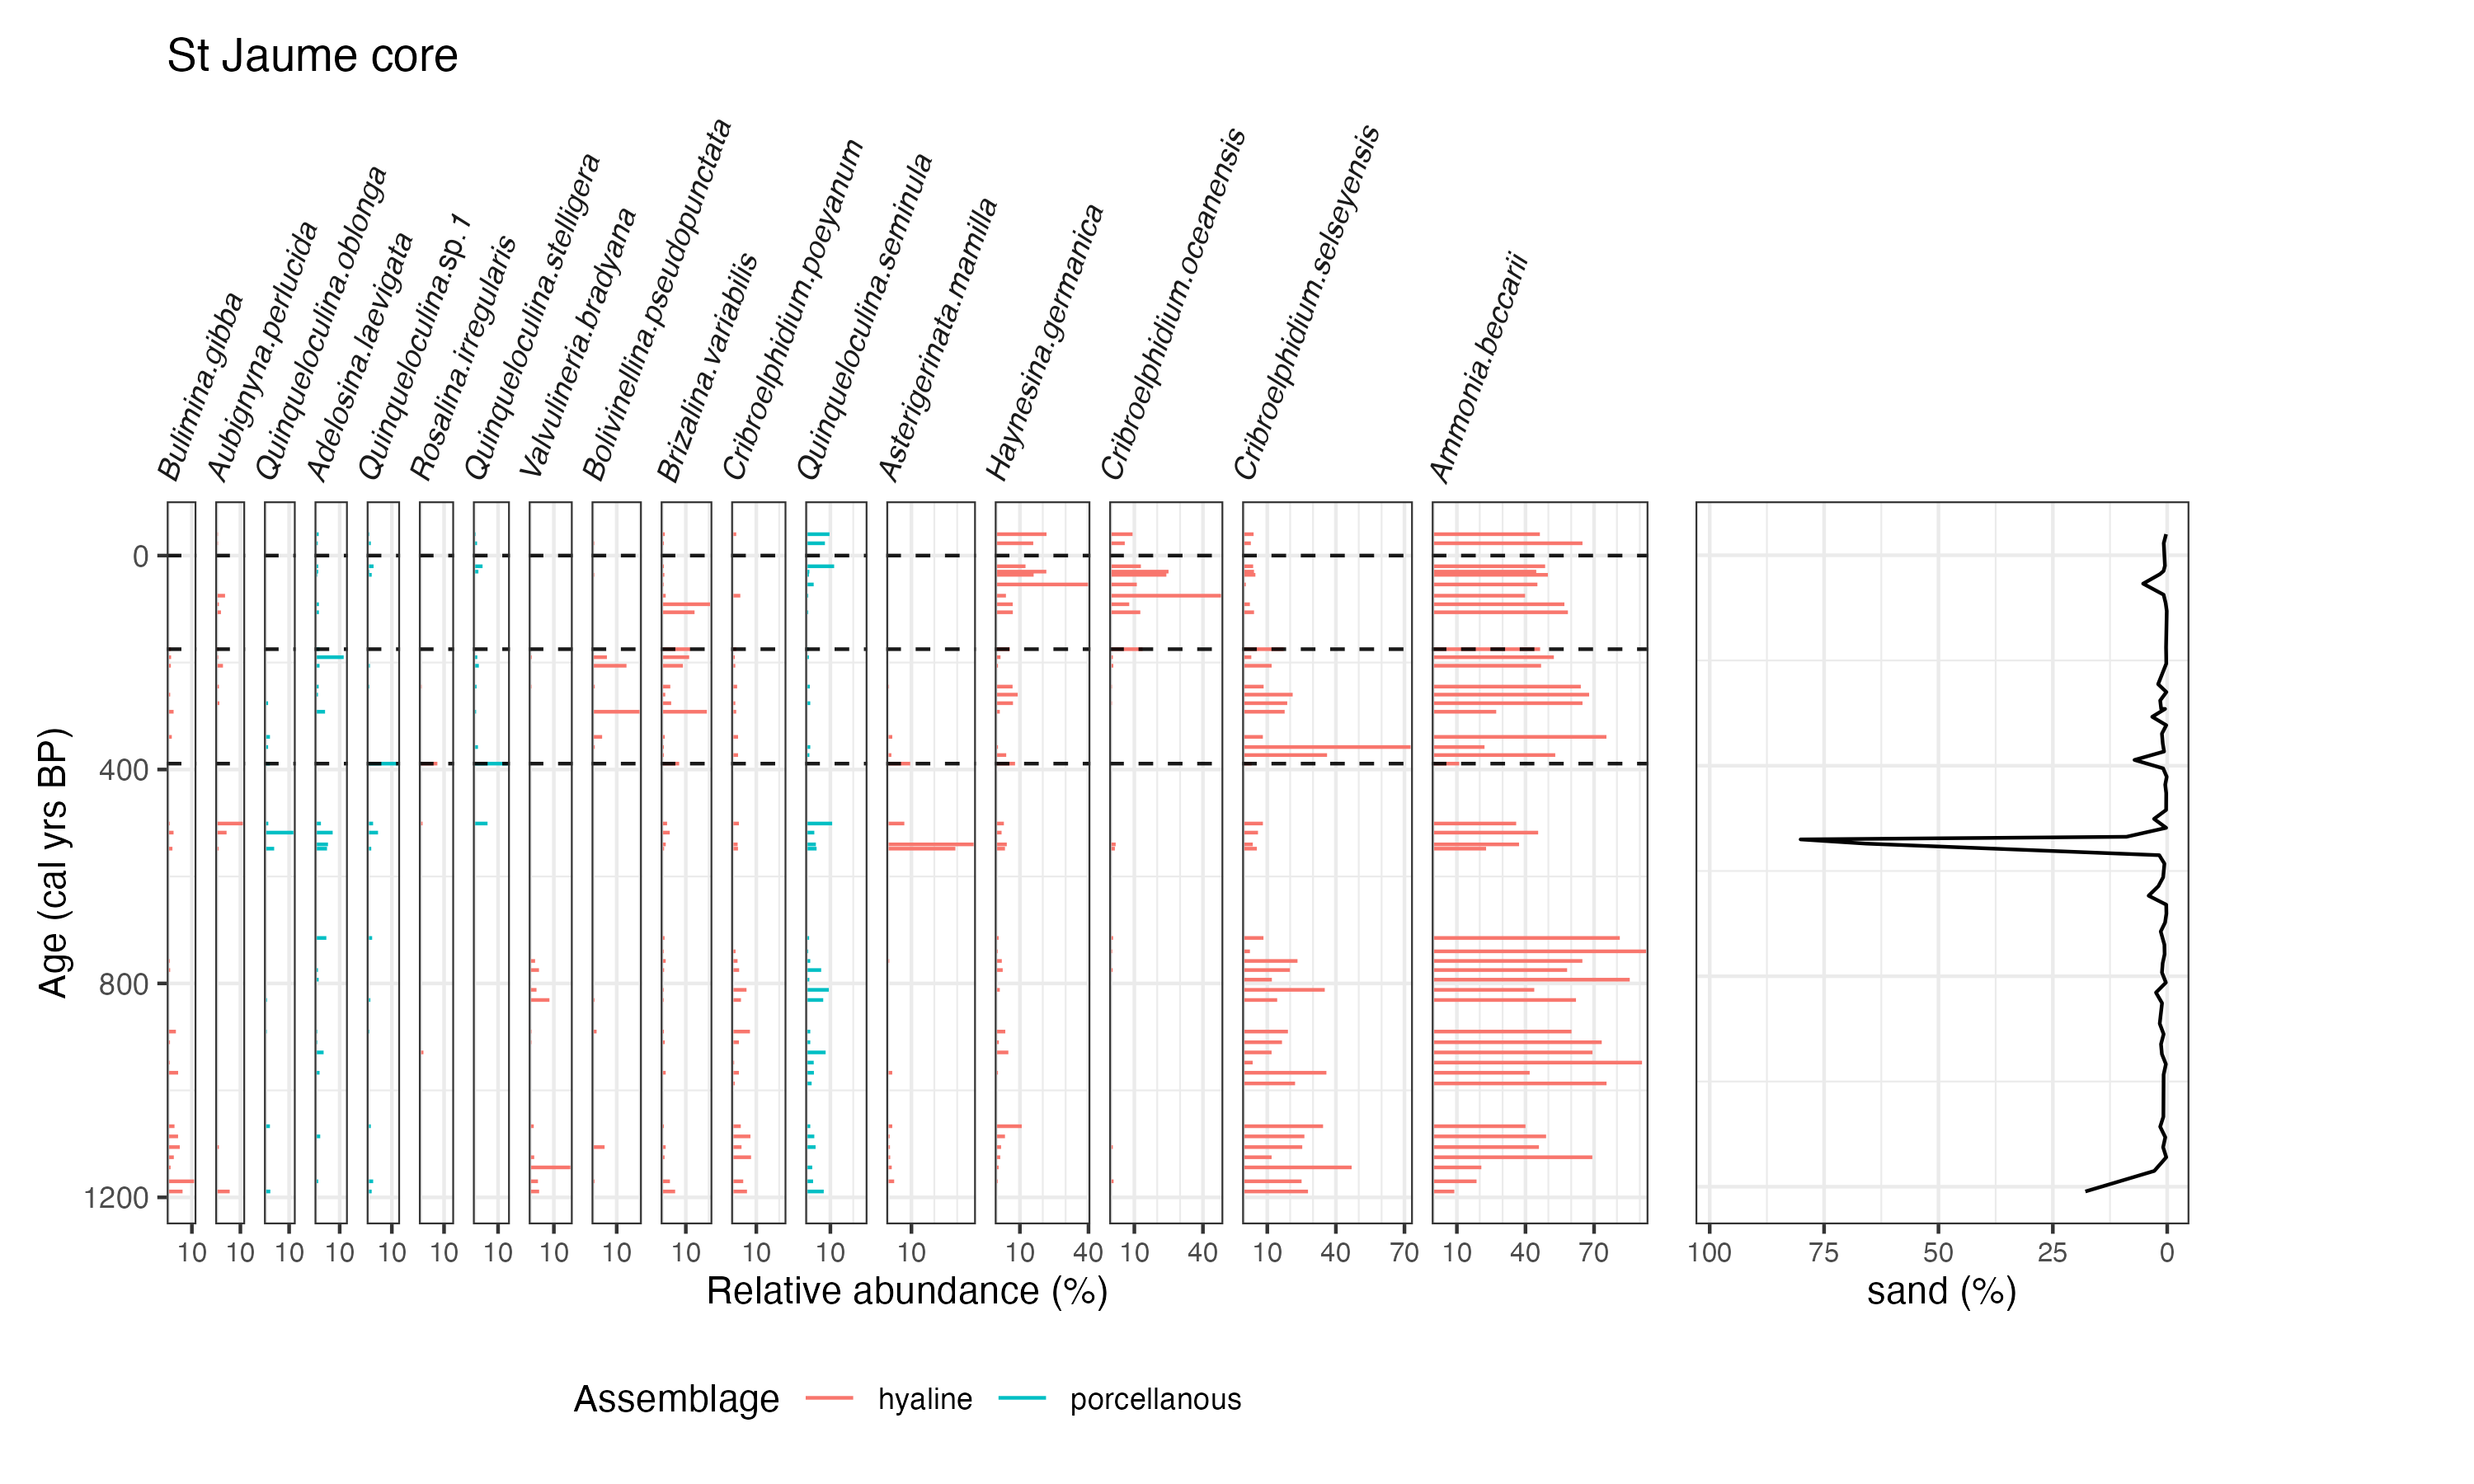 St Jaume core
Bulimina.gibba
Aubignyna.perlucida
Quinqueloculina.oblonga
Adelosina.laevigata
Quinqueloculina.sp.1
Rosalina.irregularis
Quinqueloculina.stelligera
Valvulineria.bradyana
Bolivinellina.pseudopunctata
Brizalina.variabilis
Cribroelphidium.poeyanum
Quinqueloculina.seminula
Asterigerinata.mamilla
Haynesina.germanica
Cribroelphidium.oceanensis
Cribroelphidium.selseyensis
Ammonia.beccarii
Age (cal yrs BP)
0
400
800
1200
10 10 10 10 10 10 10 10 10 10 10 10 10 10 40 10 40 10 40 70 10 40 70 100 75 50 25 0
Relative abundance (%) sand (%)
Assemblage hyaline porcellanous